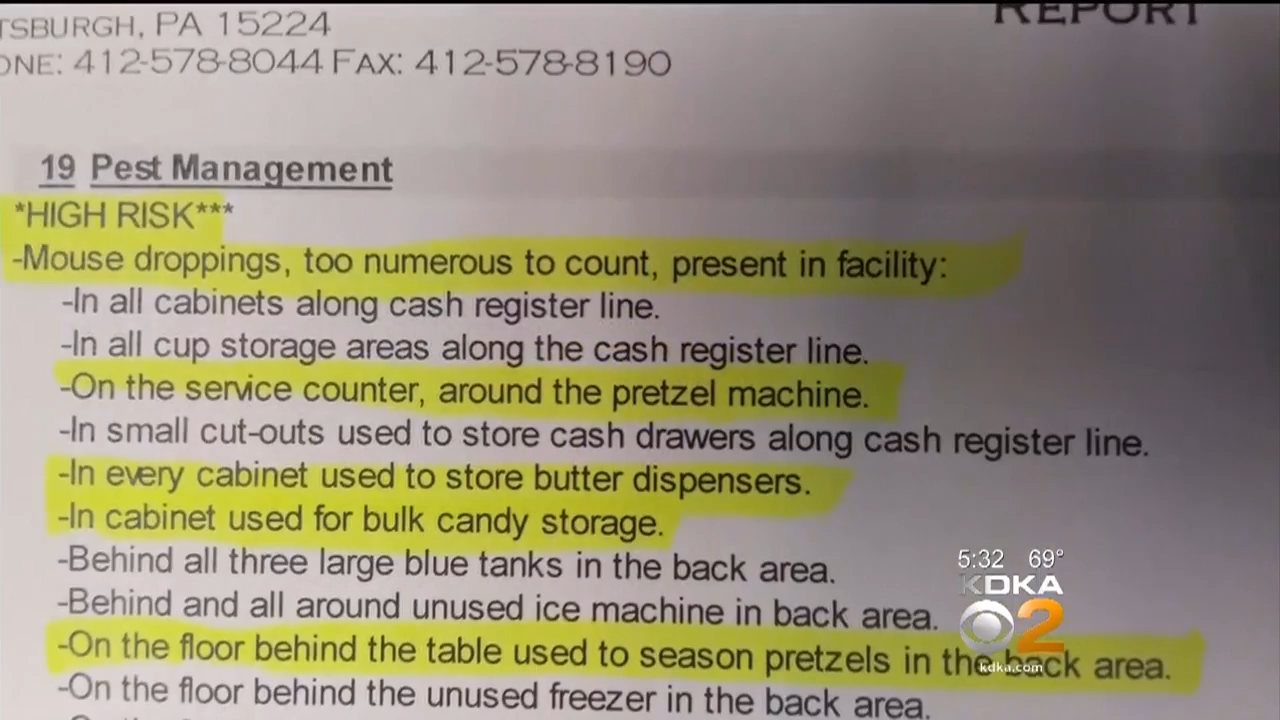 TSBURGH, PA 15224
REPORT
ONE: 412-578-8044 FAX: 412-578-8190
19 Pest Management
*HIGH RISK***
-Mouse droppings, too numerous to count, present in facility:
-In all cabinets along cash register line.
-In all cup storage areas along the cash register line.
-On the service counter, around the pretzel machine.
-In small cut-outs used to store cash drawers along cash register line.
-In every cabinet used to store butter dispensers.
-In cabinet used for bulk candy storage.
-Behind all three large blue tanks in the back area.
-Behind and all around unused ice machine in back area.
-On the floor behind the table used to season pretzels in the back area.
-On the floor behind the unused freezer in the back area.
5:32 69°
KDKA
2
kdka.com